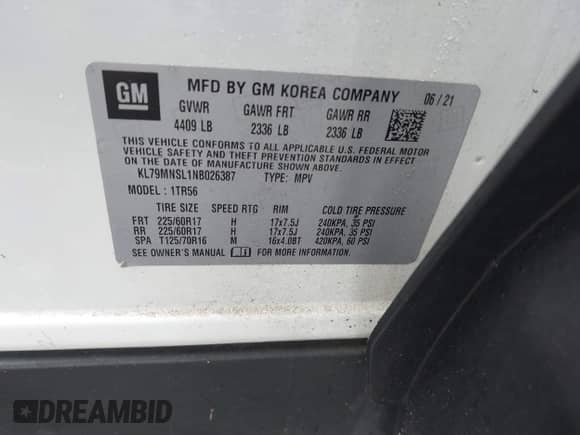 GM
MFD BY GM KOREA COMPANY 06/21
GVWR GAWR FRT GAWR RR
4409 LB 2336 LB 2336 LB
THIS VEHICLE CONFORMS TO ALL APPLICABLE U.S. FEDERAL
MOTOR VEHICLE SAFETY, BUMPER, AND THEFT PREVENTION STANDARDS IN EFFECT
ON THE DATE OF MANUFACTURE SHOWN ABOVE.
KL79MNSL1NB026387 TYPE: MPV
MODEL : 1TR56
TIRE SIZE SPEED RTG RIM COLD TIRE PRESSURE
FRT 225/60R17 H 17x7.5J 240KPA, 35 PSI
RR 225/60R17 H 17x7.5J 240KPA, 35 PSI
SPA T125/70R16 M 16x4.0BT 420KPA, 60 PSI
SEE OWNER'S MANUAL FOR MORE INFORMATION.
DREAMBID